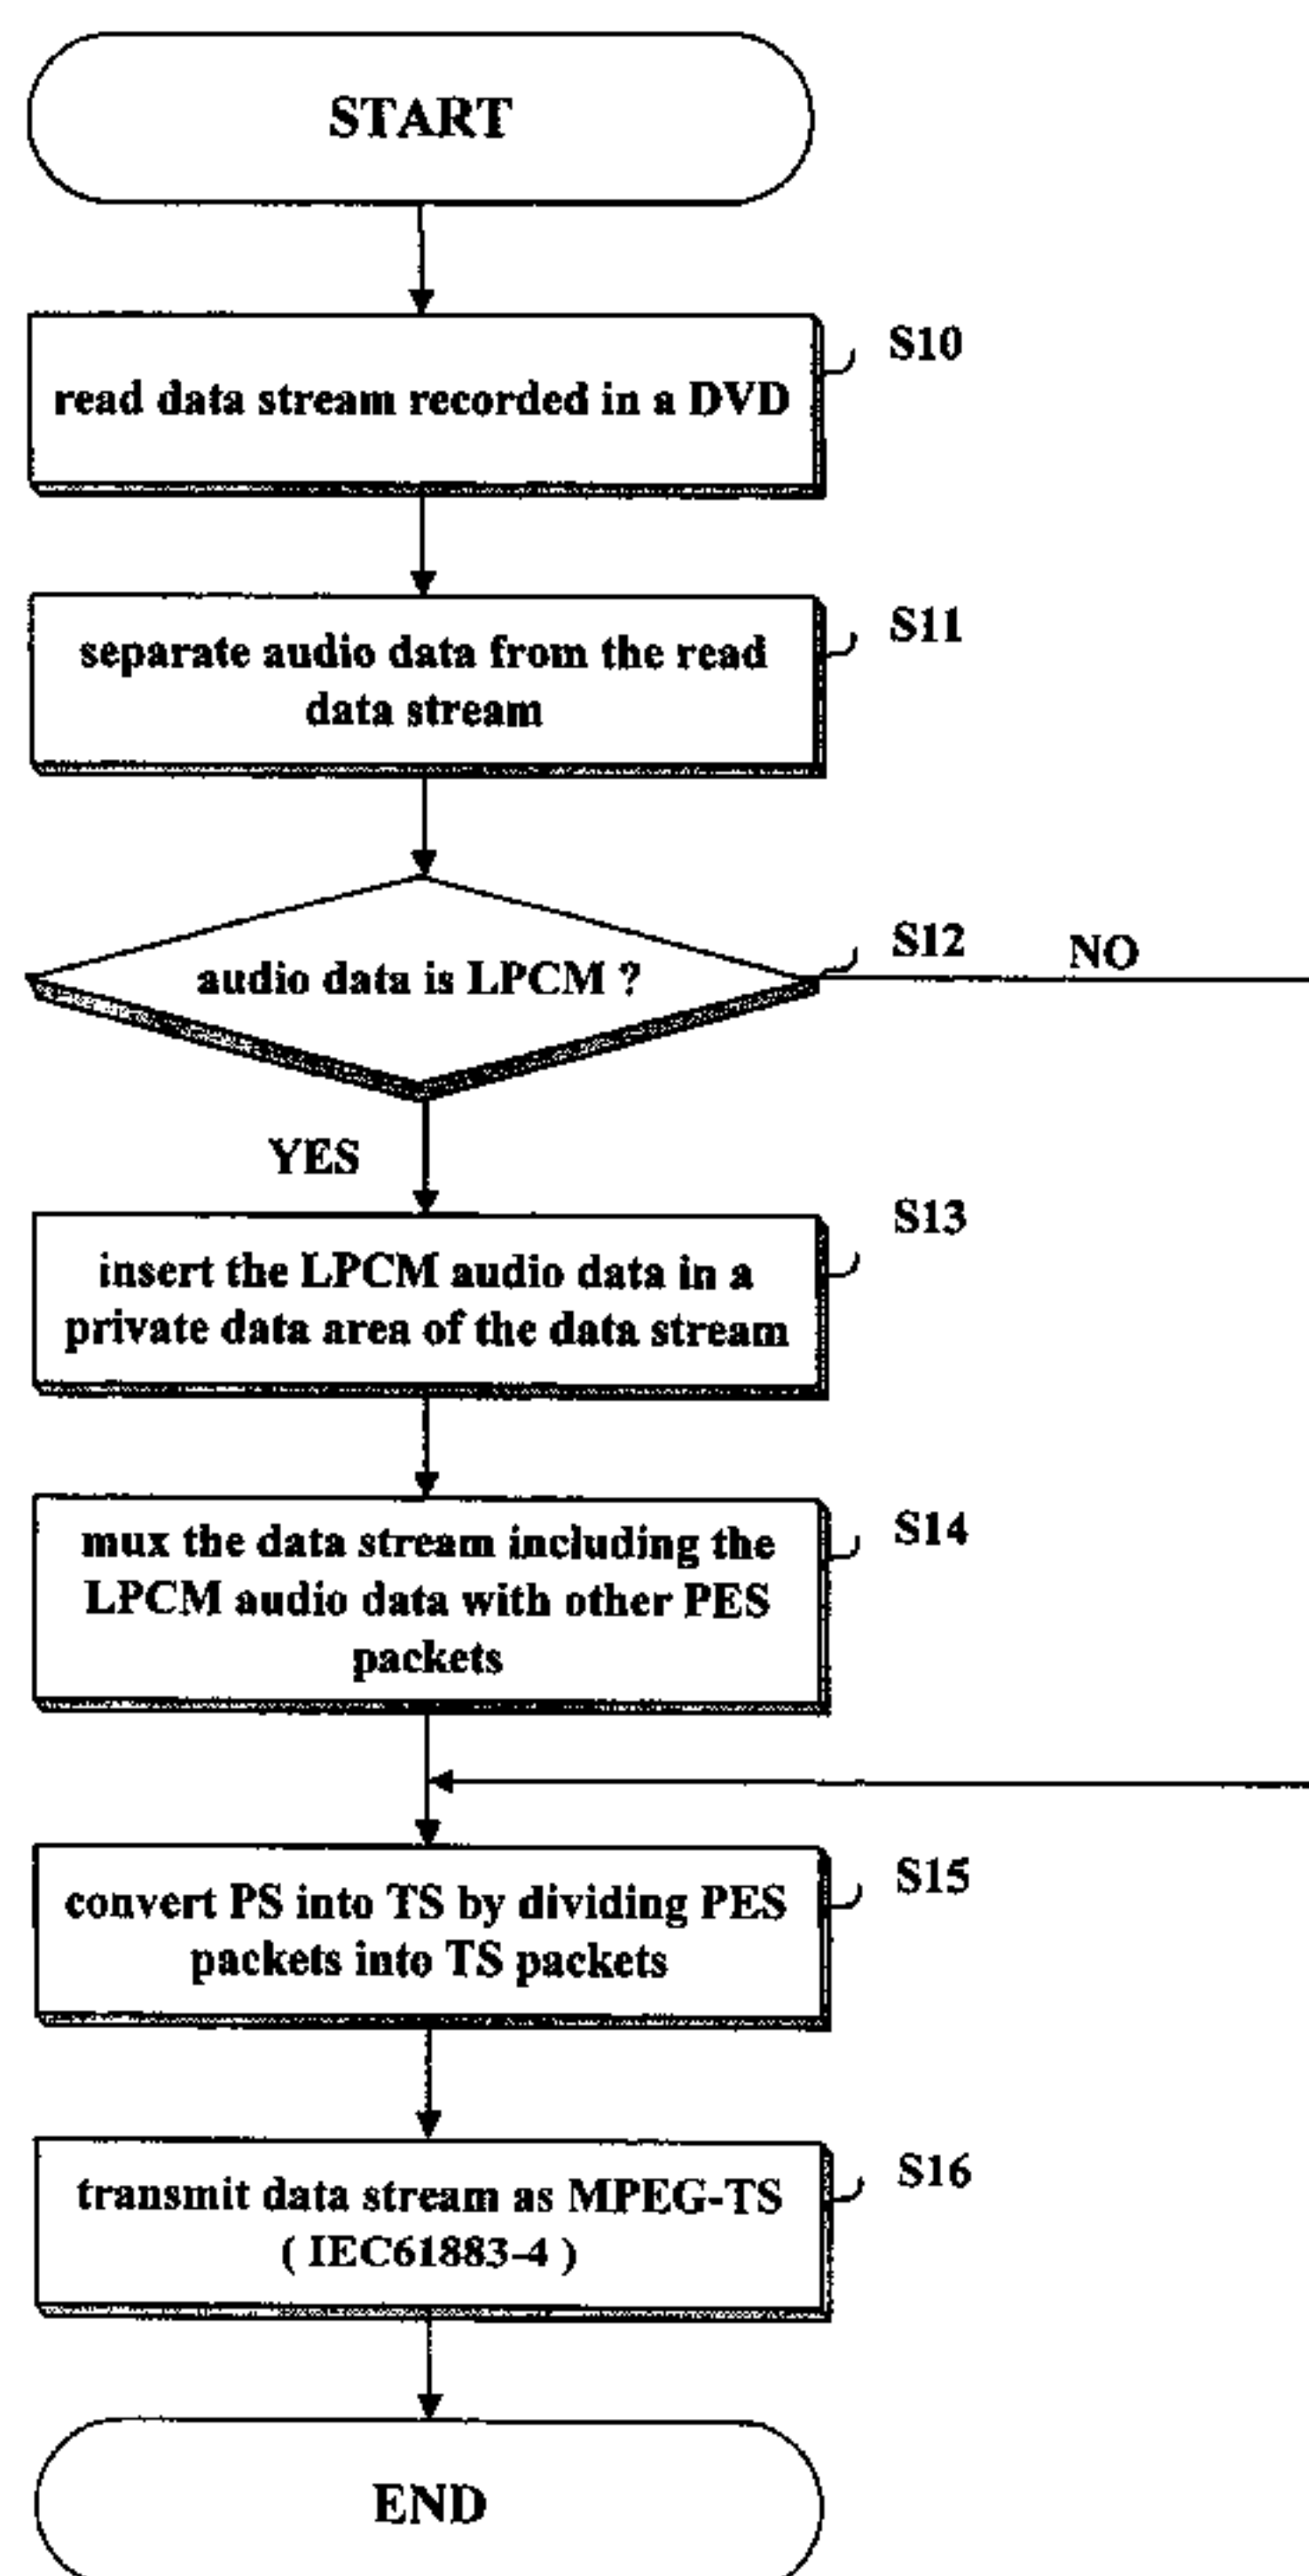 START
S10
read data stream recorded in a DVD
S11
separate audio data from the read
data stream
S12
NO
audio data is LPCM ?
YES
S13
insert the LPCM audio data in a
private data area of the data stream
S14
mux the data stream including the
LPCM audio data with other PES
packets
S15
convert PS into TS by dividing PES
packets into TS packets
S16
transmit data stream as MPEG-TS
( IEC61883-4 )
END